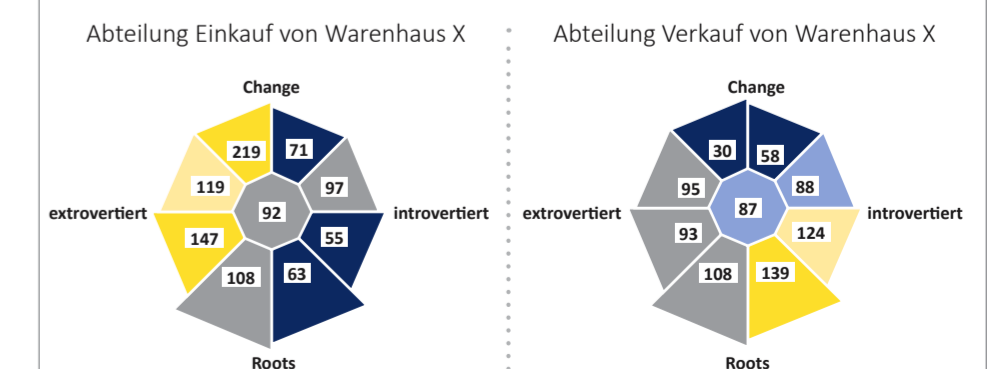 Abteilung Einkauf von Warenhaus X
Change
219 71
119 97
extrovertiert 92 introvertiert
147 55
108 63
Roots
Abteilung Verkauf von Warenhaus X
Change
30 58
95 88
extrovertiert 87 introvertiert
93 124
108 139
Roots